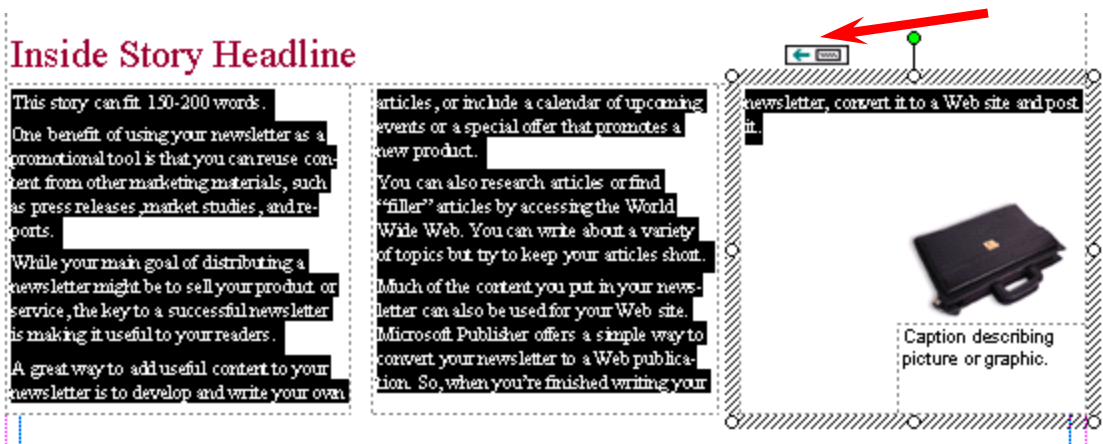 Inside Story Headline
This story can fit 150-200 words.
One benefit of using your newsletter as a
promotional tool is that you can reuse con-
tent from other marketing materials, such
as press releases, market studies, and re-
ports.
While your main goal of distributing a
newsletter might be to sell your product or
service, the key to a successful newsletter
is making it useful to your readers.
A great way to add useful content to your
newsletter is to develop and write your own
articles, or include a calendar of upcoming
events or a special offer that promotes a
new product.
You can also research articles or find
“filler” articles by accessing the World
Wide Web. You can write about a variety
of topics but try to keep your articles short.
Much of the content you put in your news-
letter can also be used for your Web site.
Microsoft Publisher offers a simple way to
convert your newsletter to a Web publica-
tion. So, when you’re finished writing your
newsletter, convert it to a Web site and post
it.
Caption describing
picture or graphic.